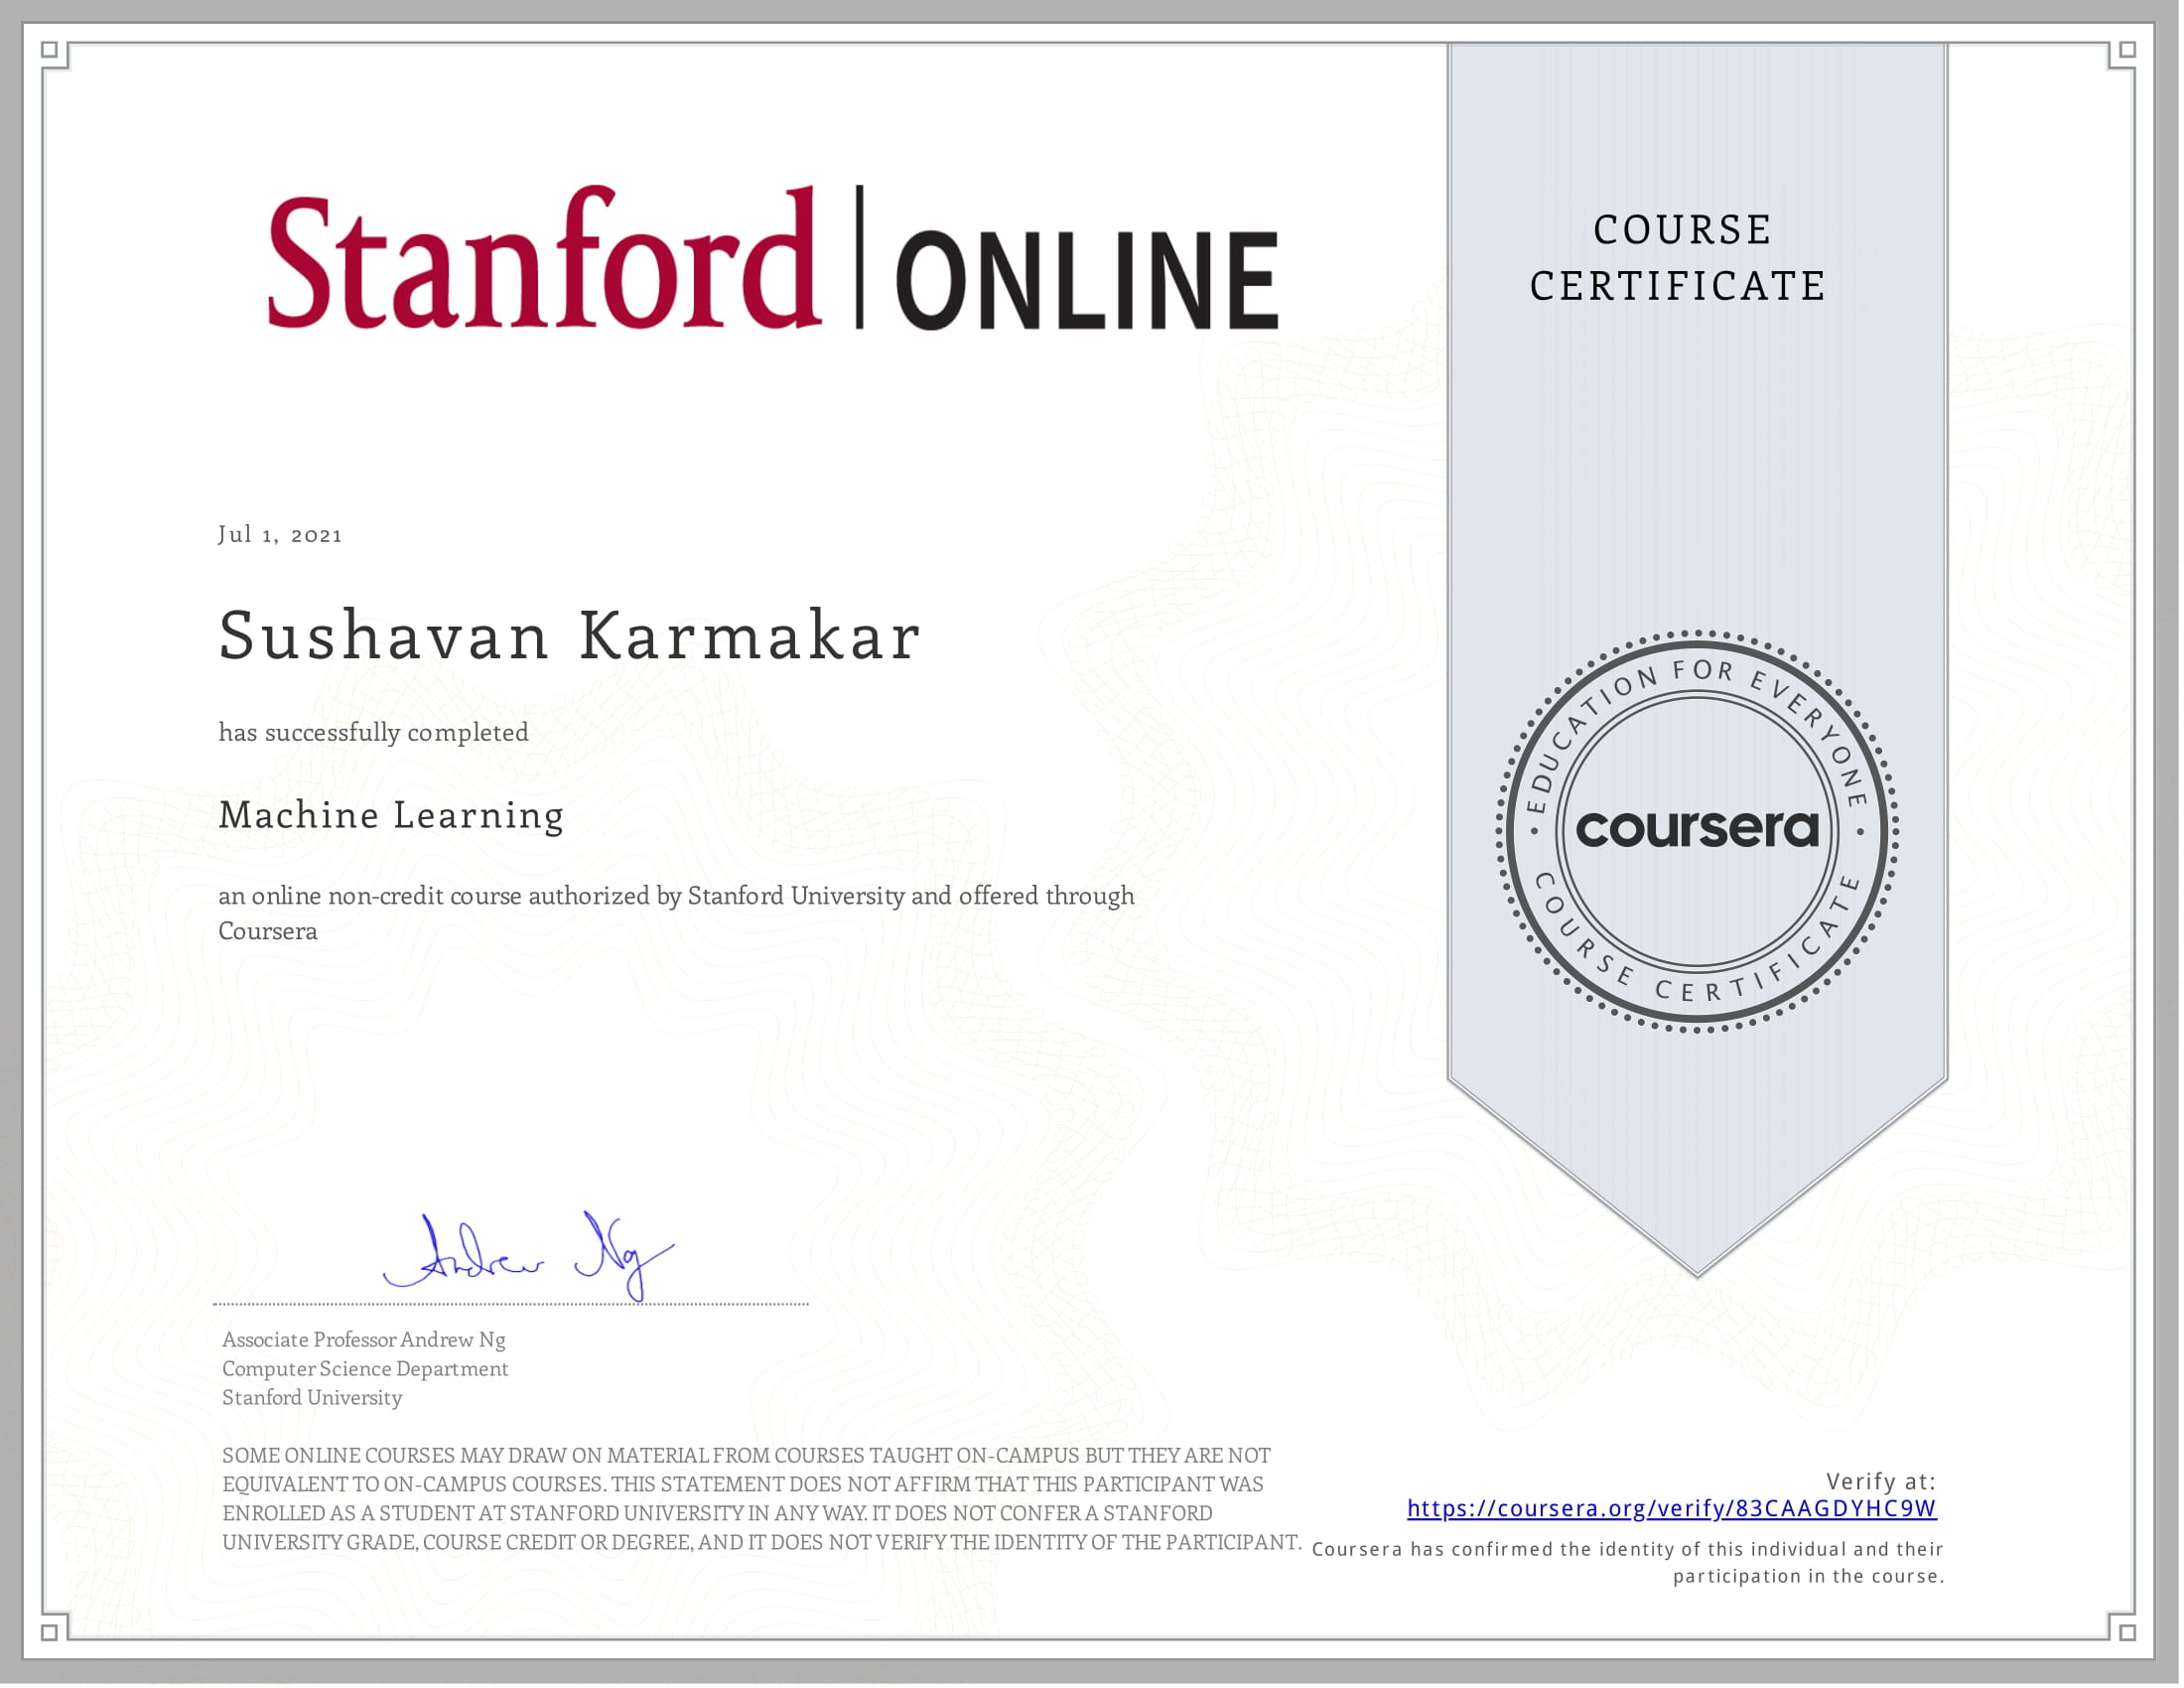 Stanford | ONLINE
COURSE
CERTIFICATE
Jul 1, 2021
Sushavan Karmakar
has successfully completed
Machine Learning
an online non-credit course authorized by Stanford University and offered through
Coursera
EDUCATION FOR EVERYONE
coursera
COURSE CERTIFICATE
Andrew Ng
Associate Professor Andrew Ng
Computer Science Department
Stanford University
SOME ONLINE COURSES MAY DRAW ON MATERIAL FROM COURSES TAUGHT ON-CAMPUS BUT THEY ARE NOT
EQUIVALENT TO ON-CAMPUS COURSES. THIS STATEMENT DOES NOT AFFIRM THAT THIS PARTICIPANT WAS
ENROLLED AS A STUDENT AT STANFORD UNIVERSITY IN ANY WAY. IT DOES NOT CONFER A STANFORD
UNIVERSITY GRADE, COURSE CREDIT OR DEGREE, AND IT DOES NOT VERIFY THE IDENTITY OF THE PARTICIPANT.
Verify at:
https://coursera.org/verify/83CAAGDYHC9W
Coursera has confirmed the identity of this individual and their
participation in the course.